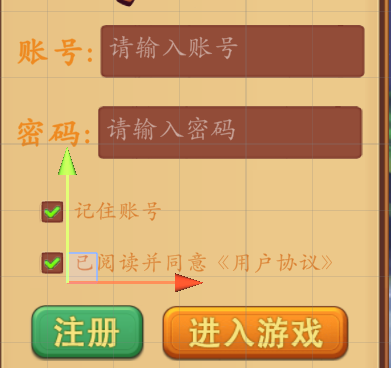 账号: 请输入账号
密码: 请输入密码
记住账号
已阅读并同意《用户协议》
注册 进入游戏